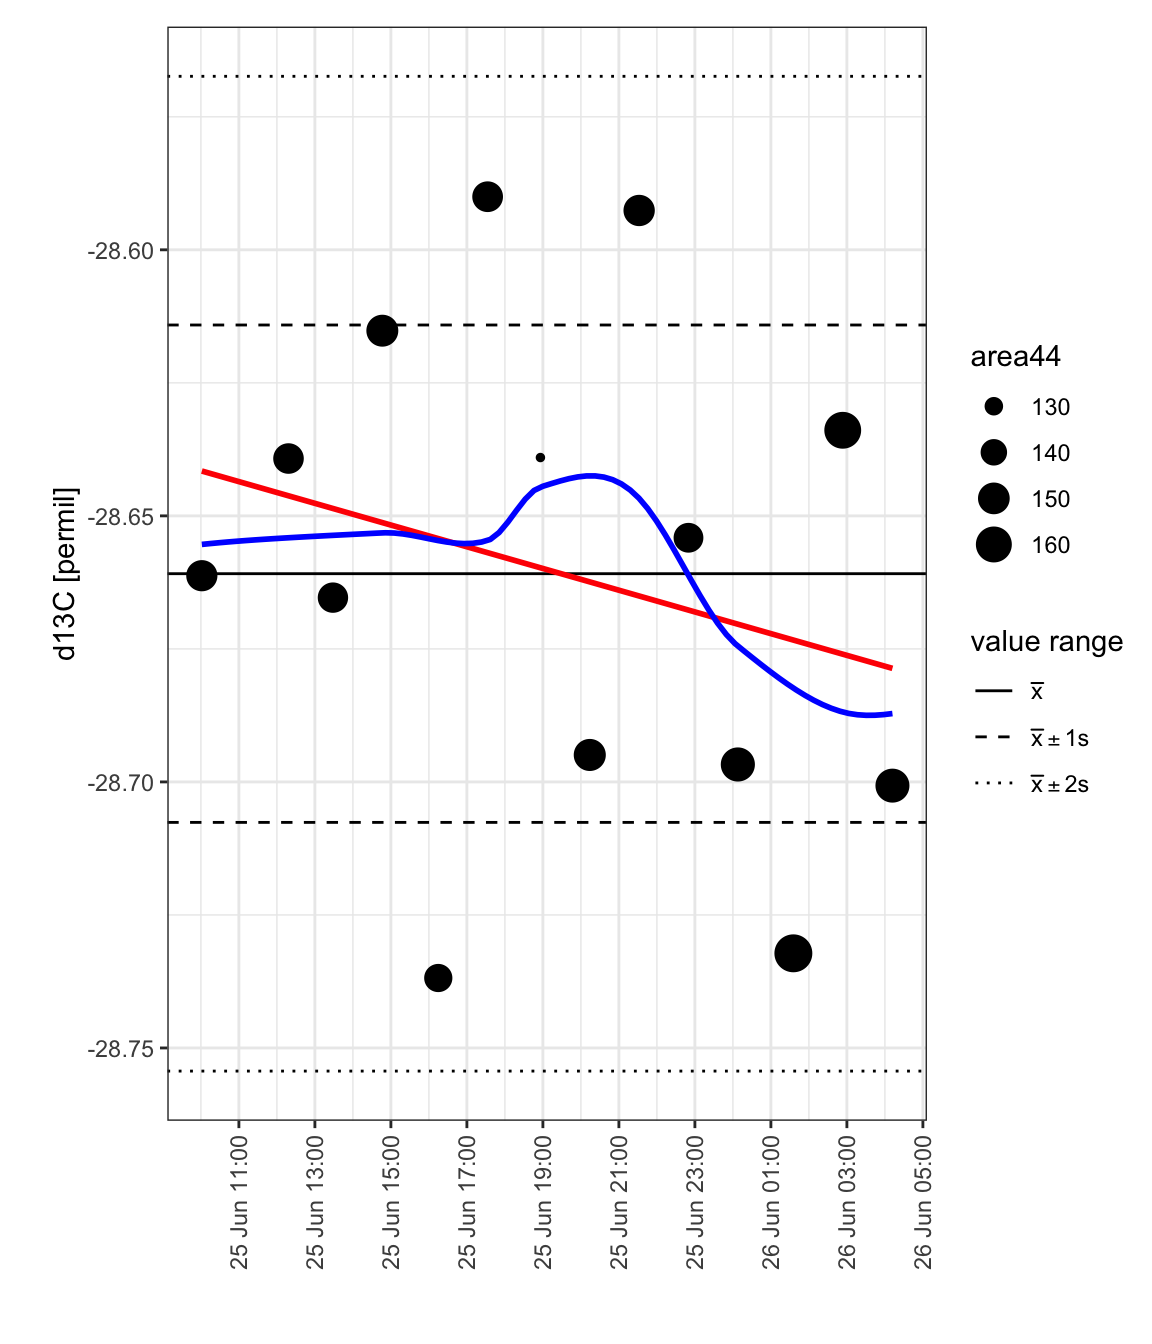 d13C [permil]
-28.60
-28.65
-28.70
-28.75
25 Jun 11:00
25 Jun 13:00
25 Jun 15:00
25 Jun 17:00
25 Jun 19:00
25 Jun 21:00
25 Jun 23:00
26 Jun 01:00
26 Jun 03:00
26 Jun 05:00
area44
130
140
150
160
value range
x̅
x̅ ± 1s
x̅ ± 2s